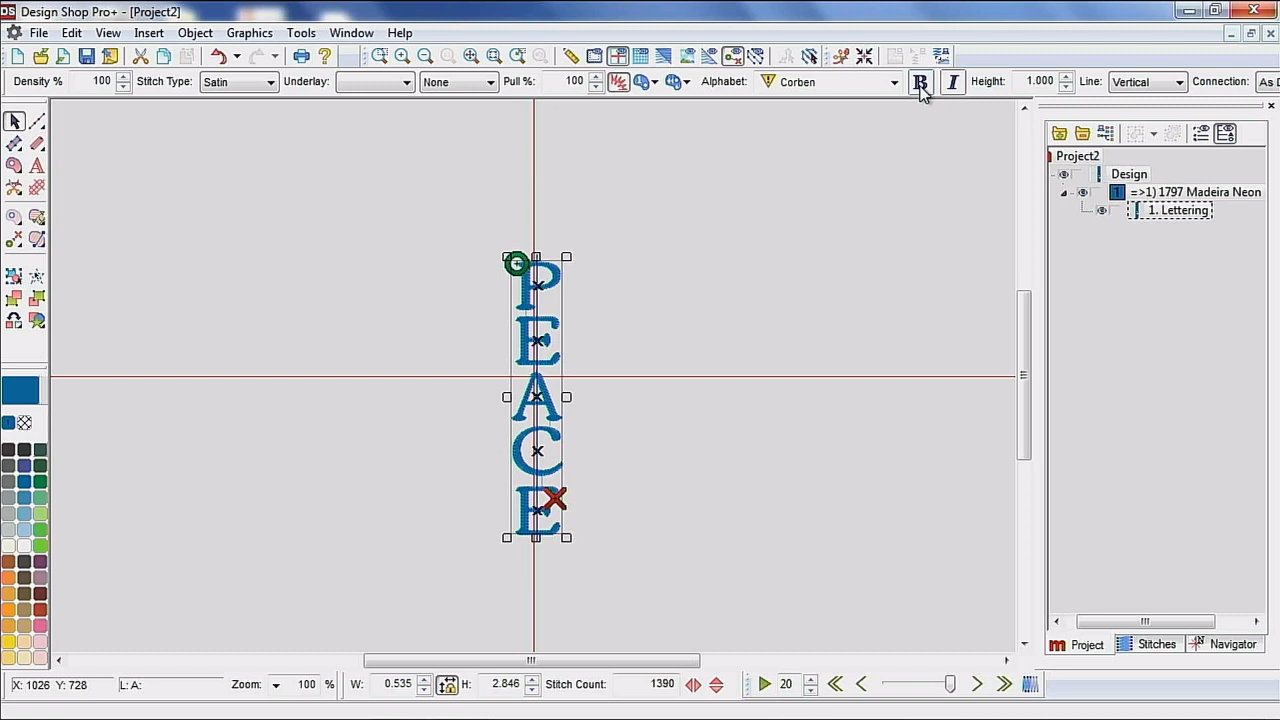 DS Design Shop Pro+ - [Project2]
File Edit View Insert Object Graphics Tools Window Help
Density % 100 Stitch Type: Satin Underlay: None Pull %: 100 Alphabet: Corben B I Height: 1.000 Line: Vertical Connection: As D
Project2
Design
=>1) 1797 Madeira Neon
1. Lettering
P
E
A
C
E
Project Stitches Navigator
X: 1026 Y: 728 L: A: Zoom: 100 % W: 0.535 H: 2.846 Stitch Count: 1390 20